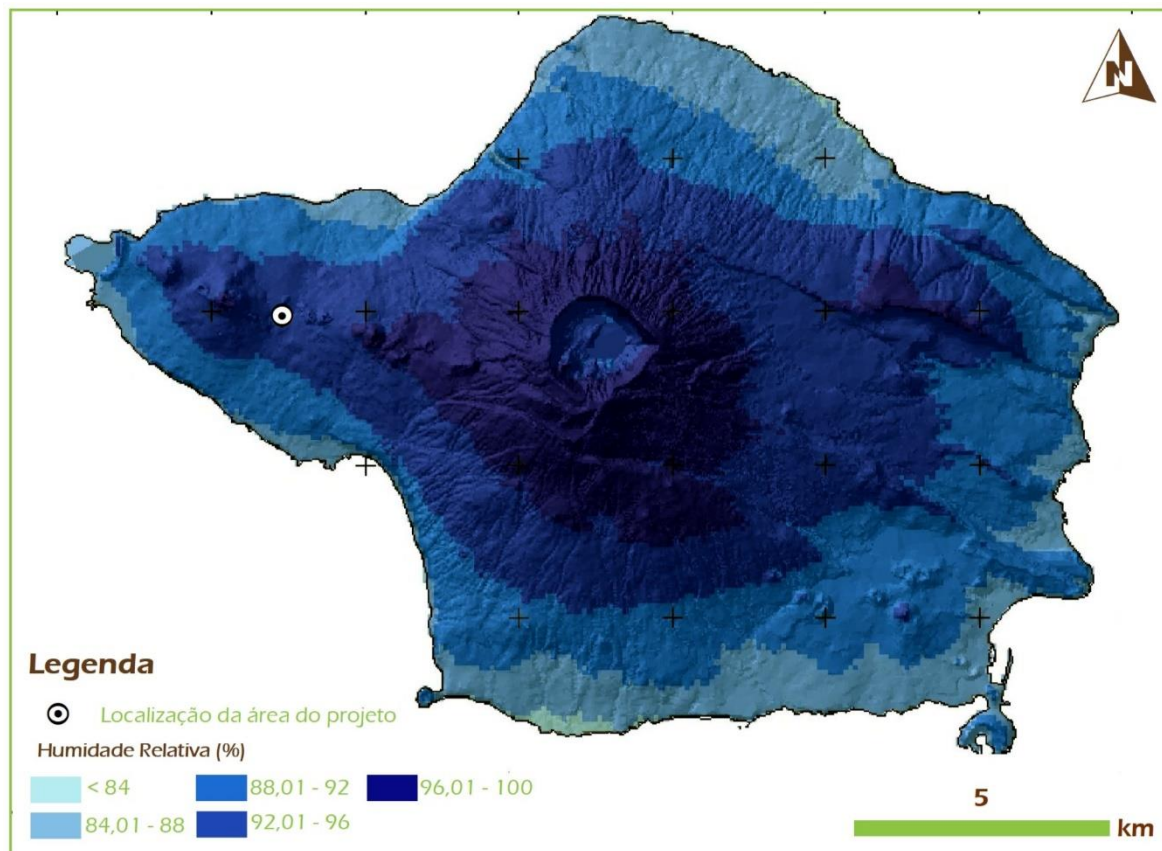 N
Legenda
Localização da área do projeto
Humidade Relativa (%)
< 84
88,01 - 92
96,01 - 100
84,01 - 88
92,01 - 96
5
km